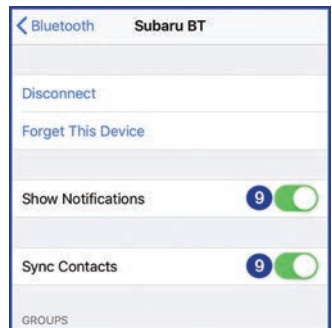 Bluetooth Subaru BT
Disconnect
Forget This Device
Show Notifications 9
Sync Contacts 9
GROUPS